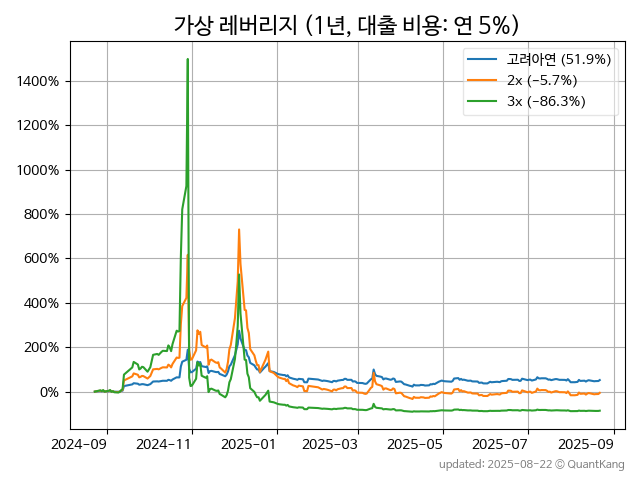 가상 레버리지 (1년, 대출 비용: 연 5%)
고려아연 (51.9%)
2x (-5.7%)
3x (-86.3%)
1400%
1200%
1000%
800%
600%
400%
200%
0%
2024-09 2024-11 2025-01 2025-03 2025-05 2025-07 2025-09
updated: 2025-08-22 © QuantKang